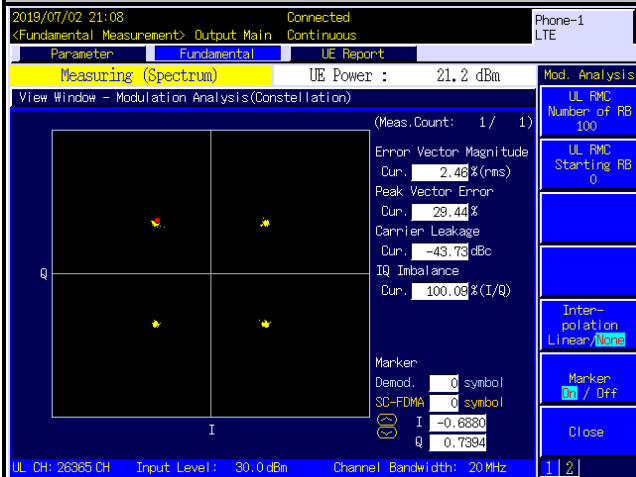 2019/07/02 21:08 Connected Phone-1
<Fundamental Measurement> Output Main Continuous LTE
Parameter Fundamental UE Report
Measuring (Spectrum) UE Power : 21.2 dBm Mod. Analysis
View Window - Modulation Analysis(Constellation)
UL RMC
Number of RB
100
(Meas.Count: 1/ 1)
Error Vector Magnitude
Cur. 2.46 %(rms)
Peak Vector Error
Cur. 29.44 %
Carrier Leakage
Cur. -43.73 dBc
IQ Imbalance
Cur. 100.09 %(I/Q)
UL RMC
Starting RB
0
Q
I
Marker
Demod. 0 symbol
SC-FDMA 0 symbol
I -0.6880
Q 0.7394
Inter-
polation
Linear/None
Marker
On / Off
Close
UL CH: 26365 CH Input Level: 30.0 dBm Channel Bandwidth: 20 MHz 1 2